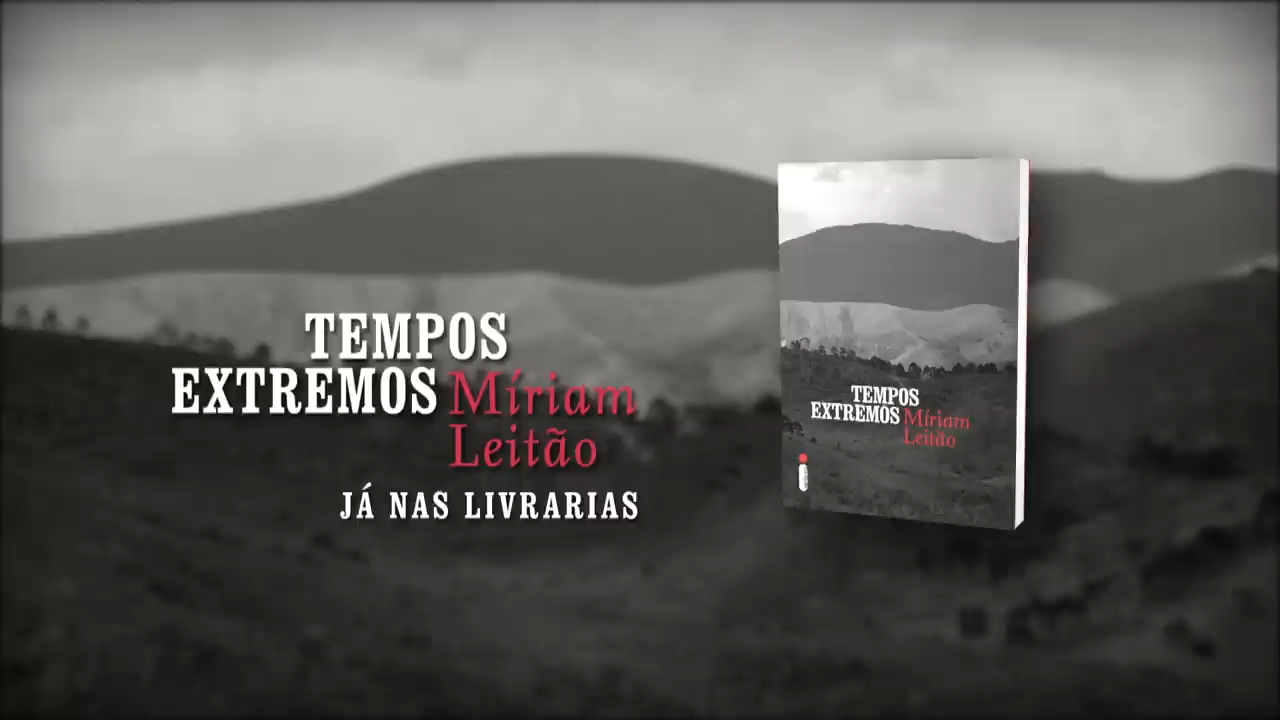 TEMPOS
EXTREMOS Míriam
Leitão
JÁ NAS LIVRARIAS
TEMPOS
EXTREMOS Míriam
Leitão